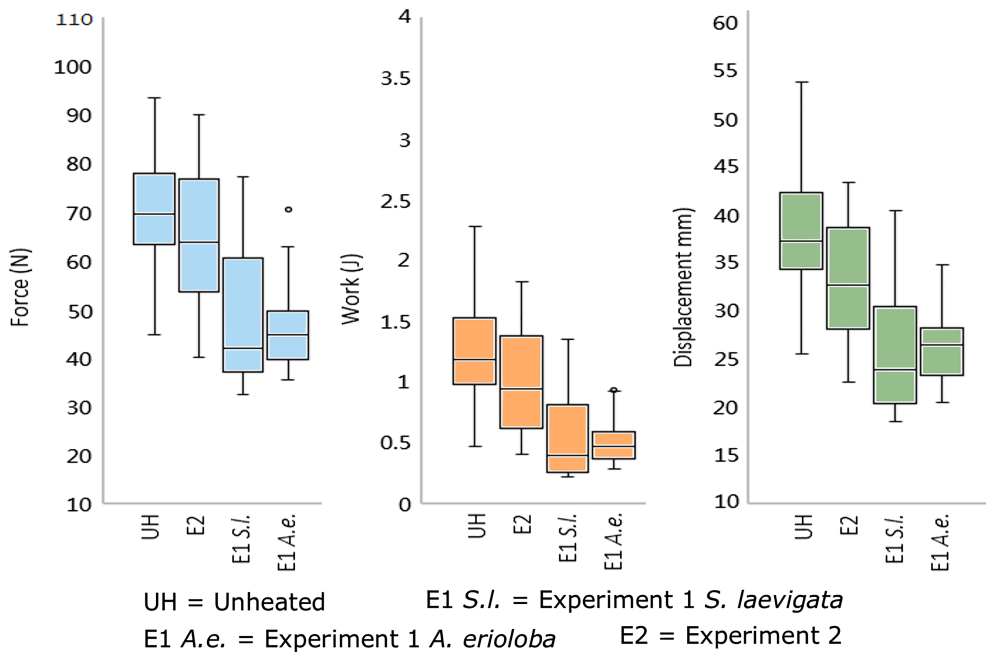 Force (N)
110
100
90
80
70
60
50
40
30
20
10
UH
E2
E1 S.l.
E1 A.e.
Work (J)
4
3.5
3
2.5
2
1.5
1
0.5
0
UH
E2
E1 S.l.
E1 A.e.
Displacement mm)
60
55
50
45
40
35
30
25
20
15
10
UH
E2
E1 S.l.
E1 A.e.
UH = Unheated
E1 S.l. = Experiment 1 S. laevigata
E1 A.e. = Experiment 1 A. erioloba
E2 = Experiment 2